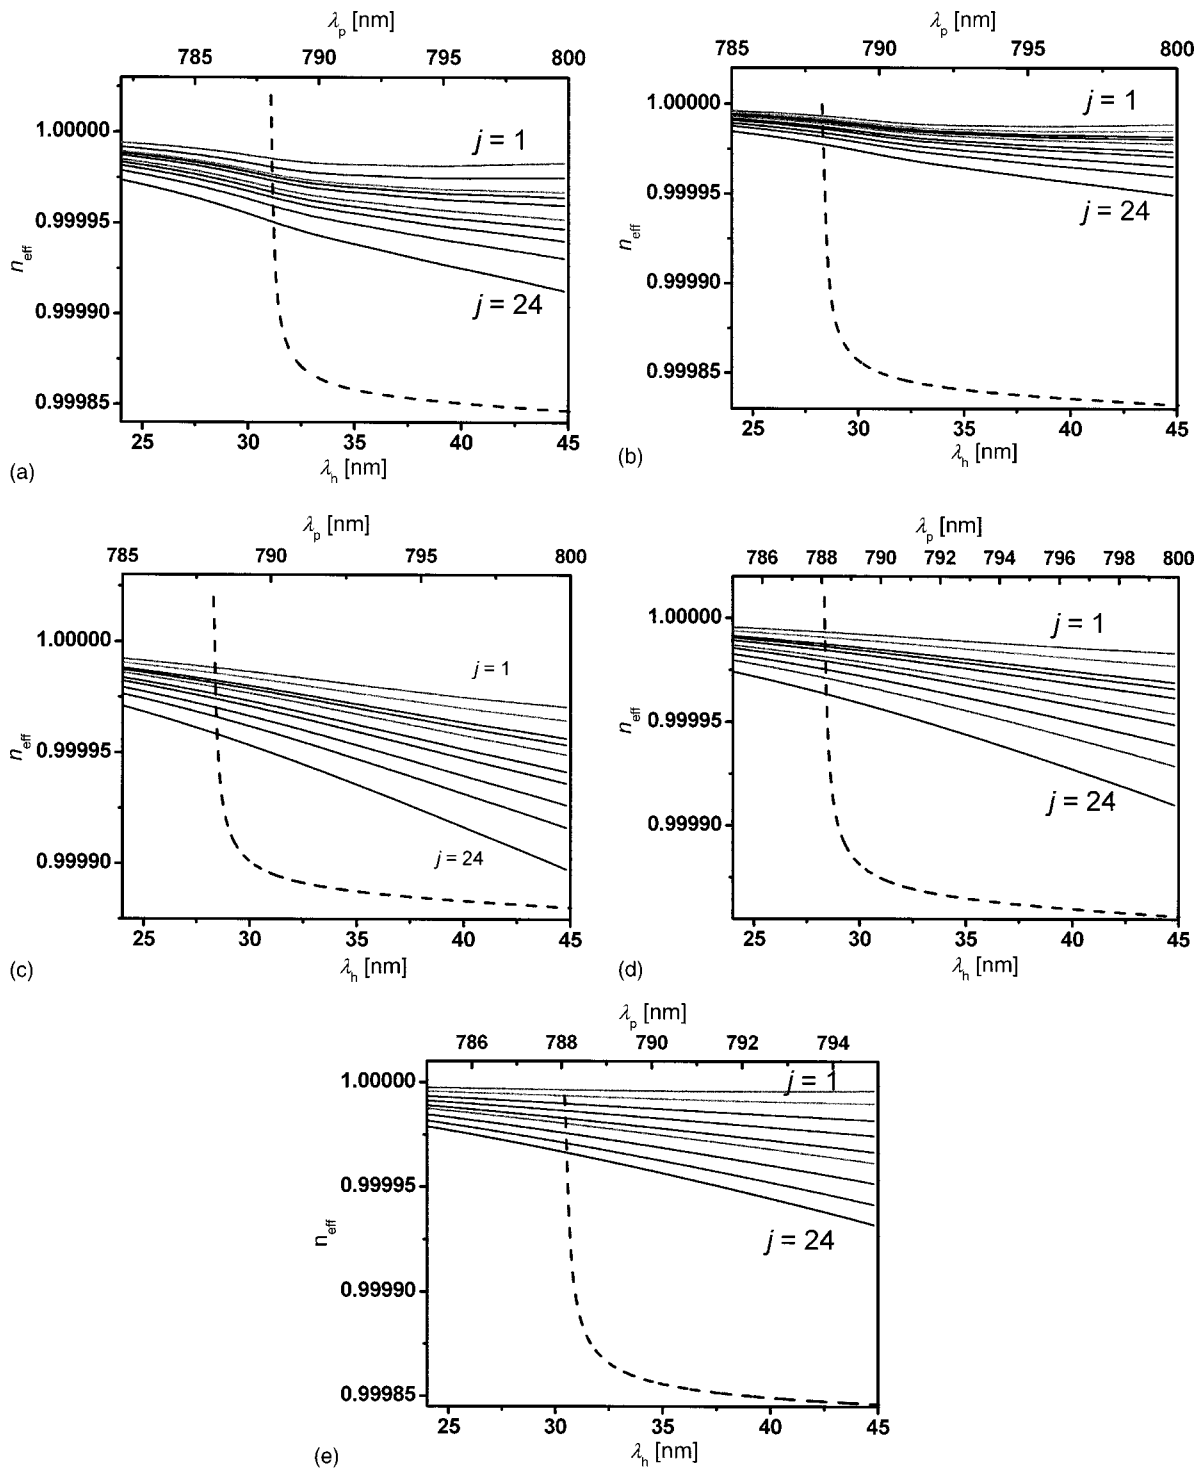 λp [nm]
785 790 795 800
1.00000
0.99995
0.99990
0.99985
neff
j = 1
j = 24
25 30 35 40 45
λh [nm]
(a)
λp [nm]
785 790 795 800
1.00000
0.99995
0.99990
0.99985
neff
j = 1
j = 24
25 30 35 40 45
λh [nm]
(b)
λp [nm]
785 790 795 800
1.00000
0.99995
0.99990
neff
j = 1
j = 24
25 30 35 40 45
λh [nm]
(c)
λp [nm]
786 788 790 792 794 796 798 800
1.00000
0.99995
0.99990
neff
j = 1
j = 24
25 30 35 40 45
λh [nm]
(d)
λp [nm]
786 788 790 792 794
1.00000
0.99995
0.99990
0.99985
neff
j = 1
j = 24
25 30 35 40 45
λh [nm]
(e)